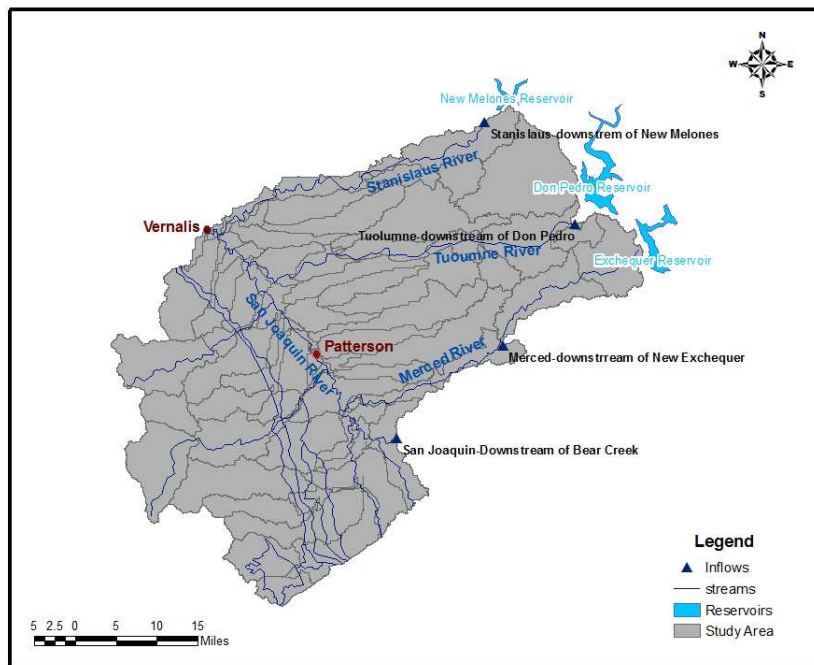 N
W E
S
New Melones Reservoir
Stanislaus-downstrem of New Melones
Stanislaus River
Don Pedro Reservoir
Vernalis
Tuolumne-downstream of Don Pedro
Tuoumne River
Exchequer Reservoir
San Joaquin River
Patterson
Merced River
Merced-downstrream of New Exchequer
San Joaquin-Downstream of Bear Creek
Legend
Inflows
streams
Reservoirs
Study Area
5 2.5 0 5 10 15
Miles